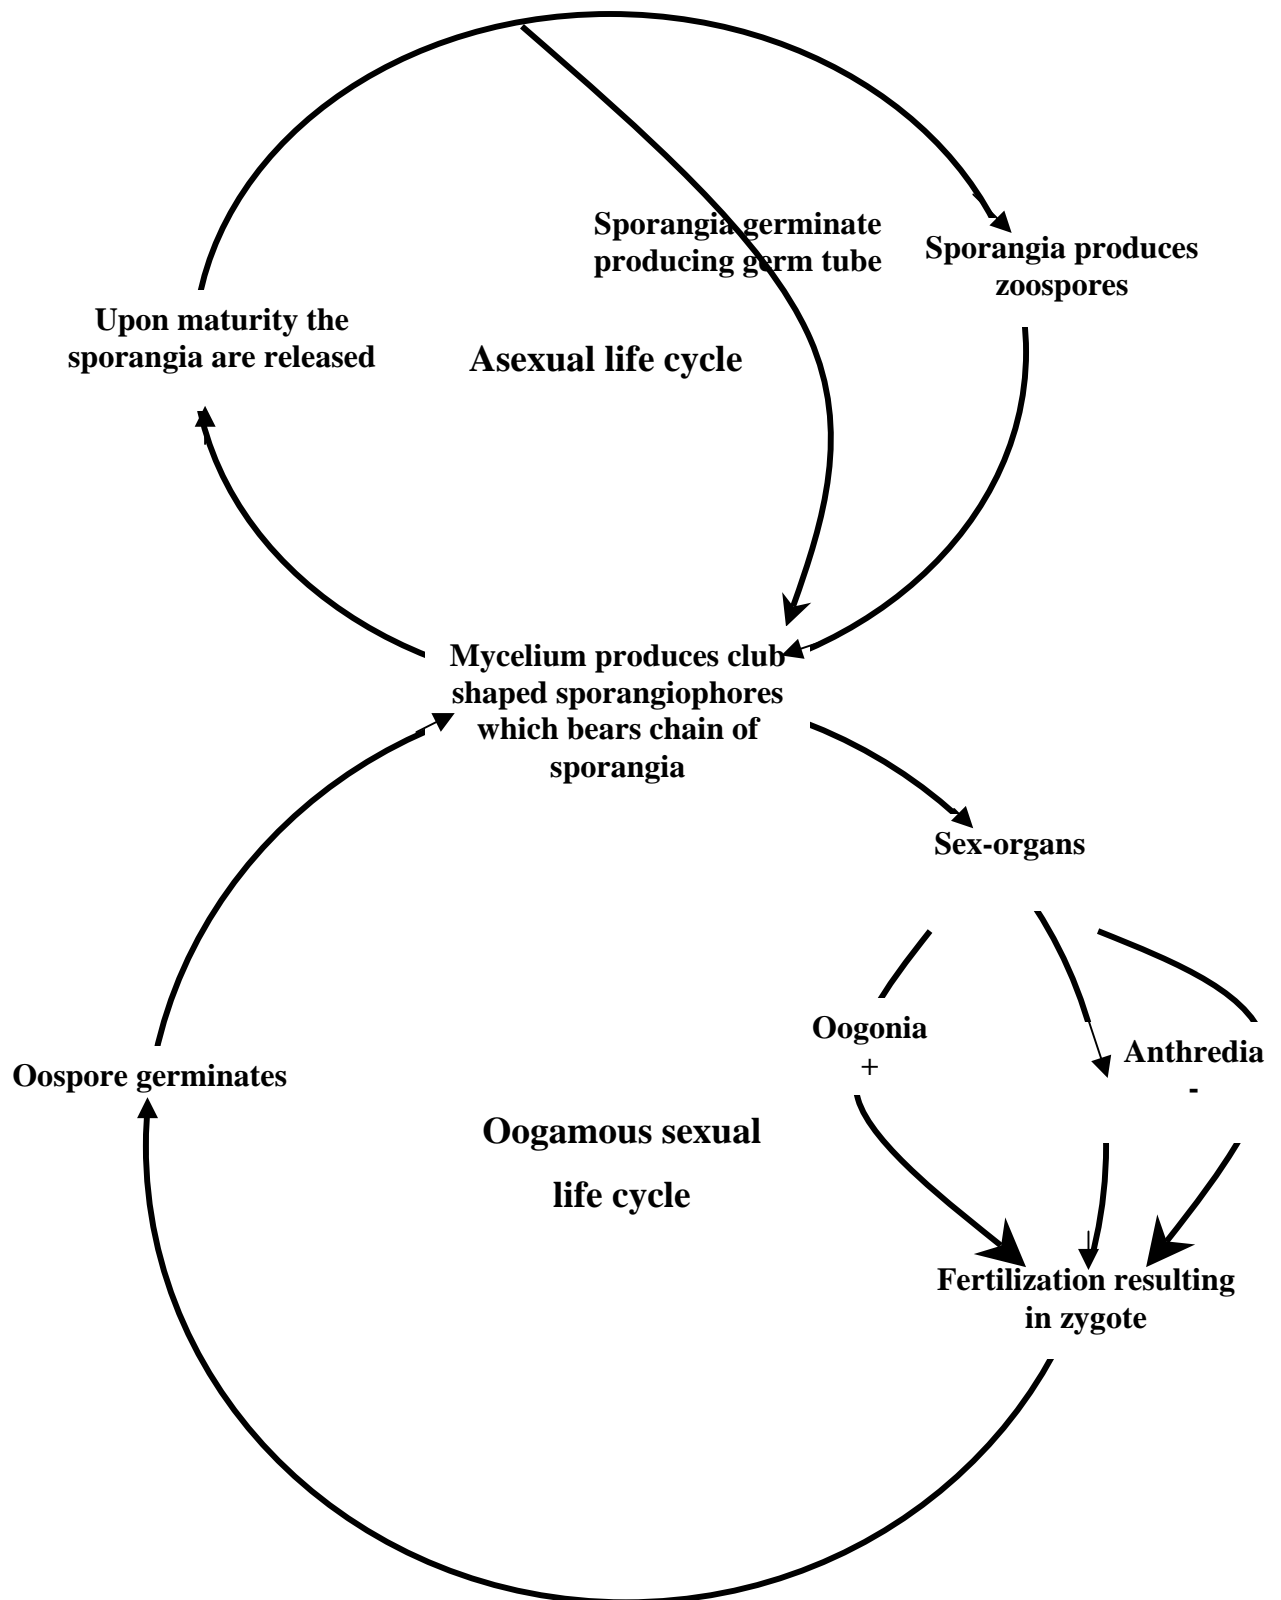 Sporangia germinate
producing germ tube
Sporangia produces
zoospores
Upon maturity the
sporangia are released
Asexual life cycle
Mycelium produces club
shaped sporangiophores
which bears chain of
sporangia
Sex-organs
Oogonia
+
Anthredia
-
Oospore germinates
Oogamous sexual
life cycle
Fertilization resulting
in zygote